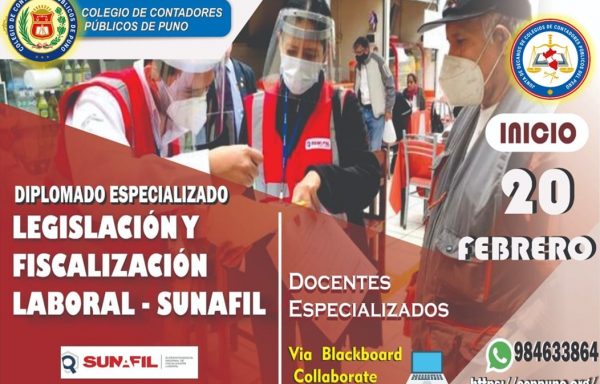 COLEGIO DE CONTADORES
PÚBLICOS DE PUNO
INICIO
20
FEBRERO
DIPLOMADO ESPECIALIZADO
LEGISLACIÓN Y
FISCALIZACIÓN
LABORAL - SUNAFIL
DOCENTES
ESPECIALIZADOS
Via Blackboard
Collaborate
984633864
SUNAFIL